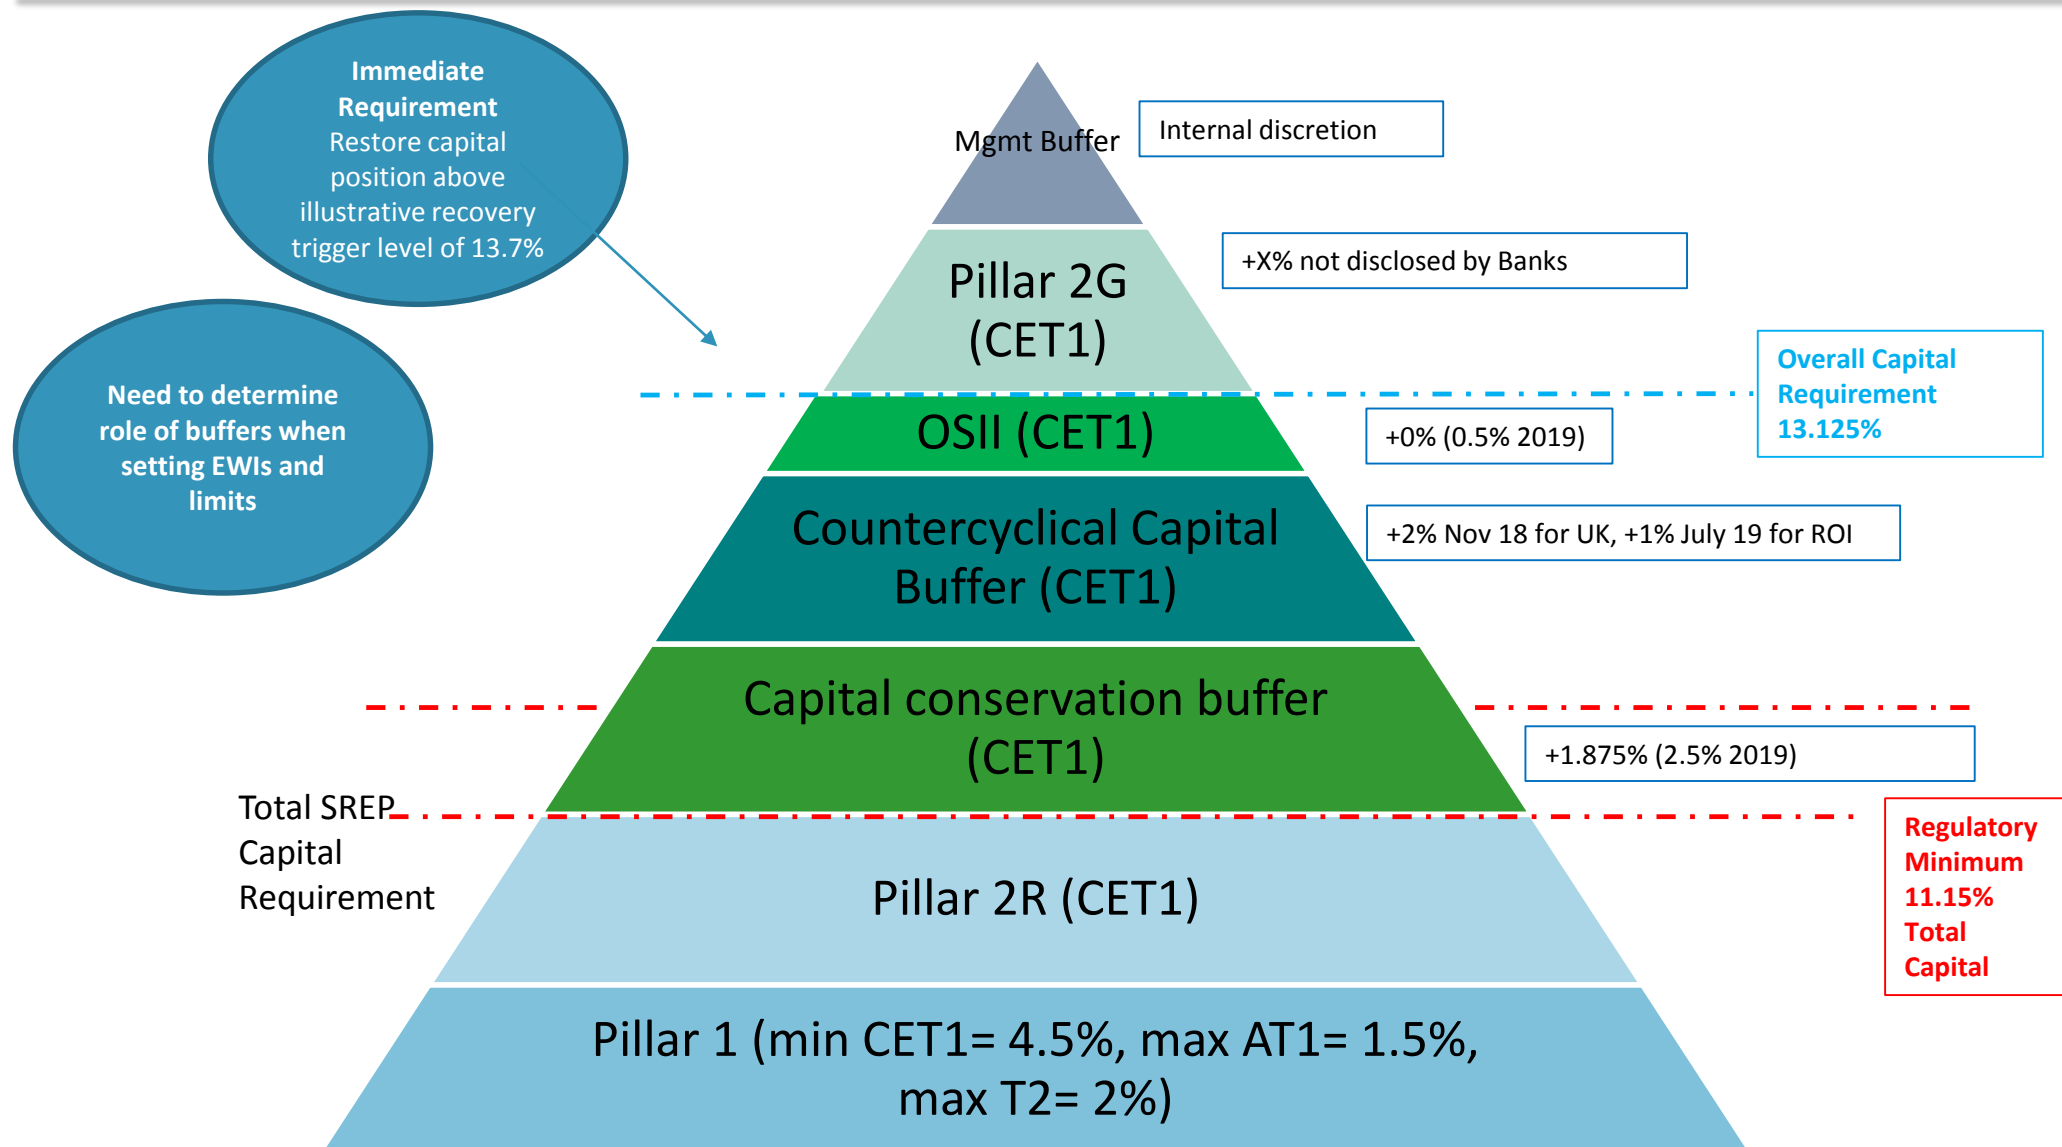 Immediate
Requirement
Restore capital
position above
illustrative recovery
trigger level of 13.7%
Mgmt Buffer
Internal discretion
Pillar 2G
(CET1)
+X% not disclosed by Banks
Need to determine
role of buffers when
setting EWIs and
limits
Overall Capital
Requirement
13.125%
OSII (CET1)
+0% (0.5% 2019)
Countercyclical Capital
Buffer (CET1)
+2% Nov 18 for UK, +1% July 19 for ROI
Capital conservation buffer
(CET1)
+1.875% (2.5% 2019)
Total SREP
Capital
Requirement
Regulatory
Minimum
11.15%
Total
Capital
Pillar 2R (CET1)
Pillar 1 (min CET1= 4.5%, max AT1= 1.5%,
max T2= 2%)